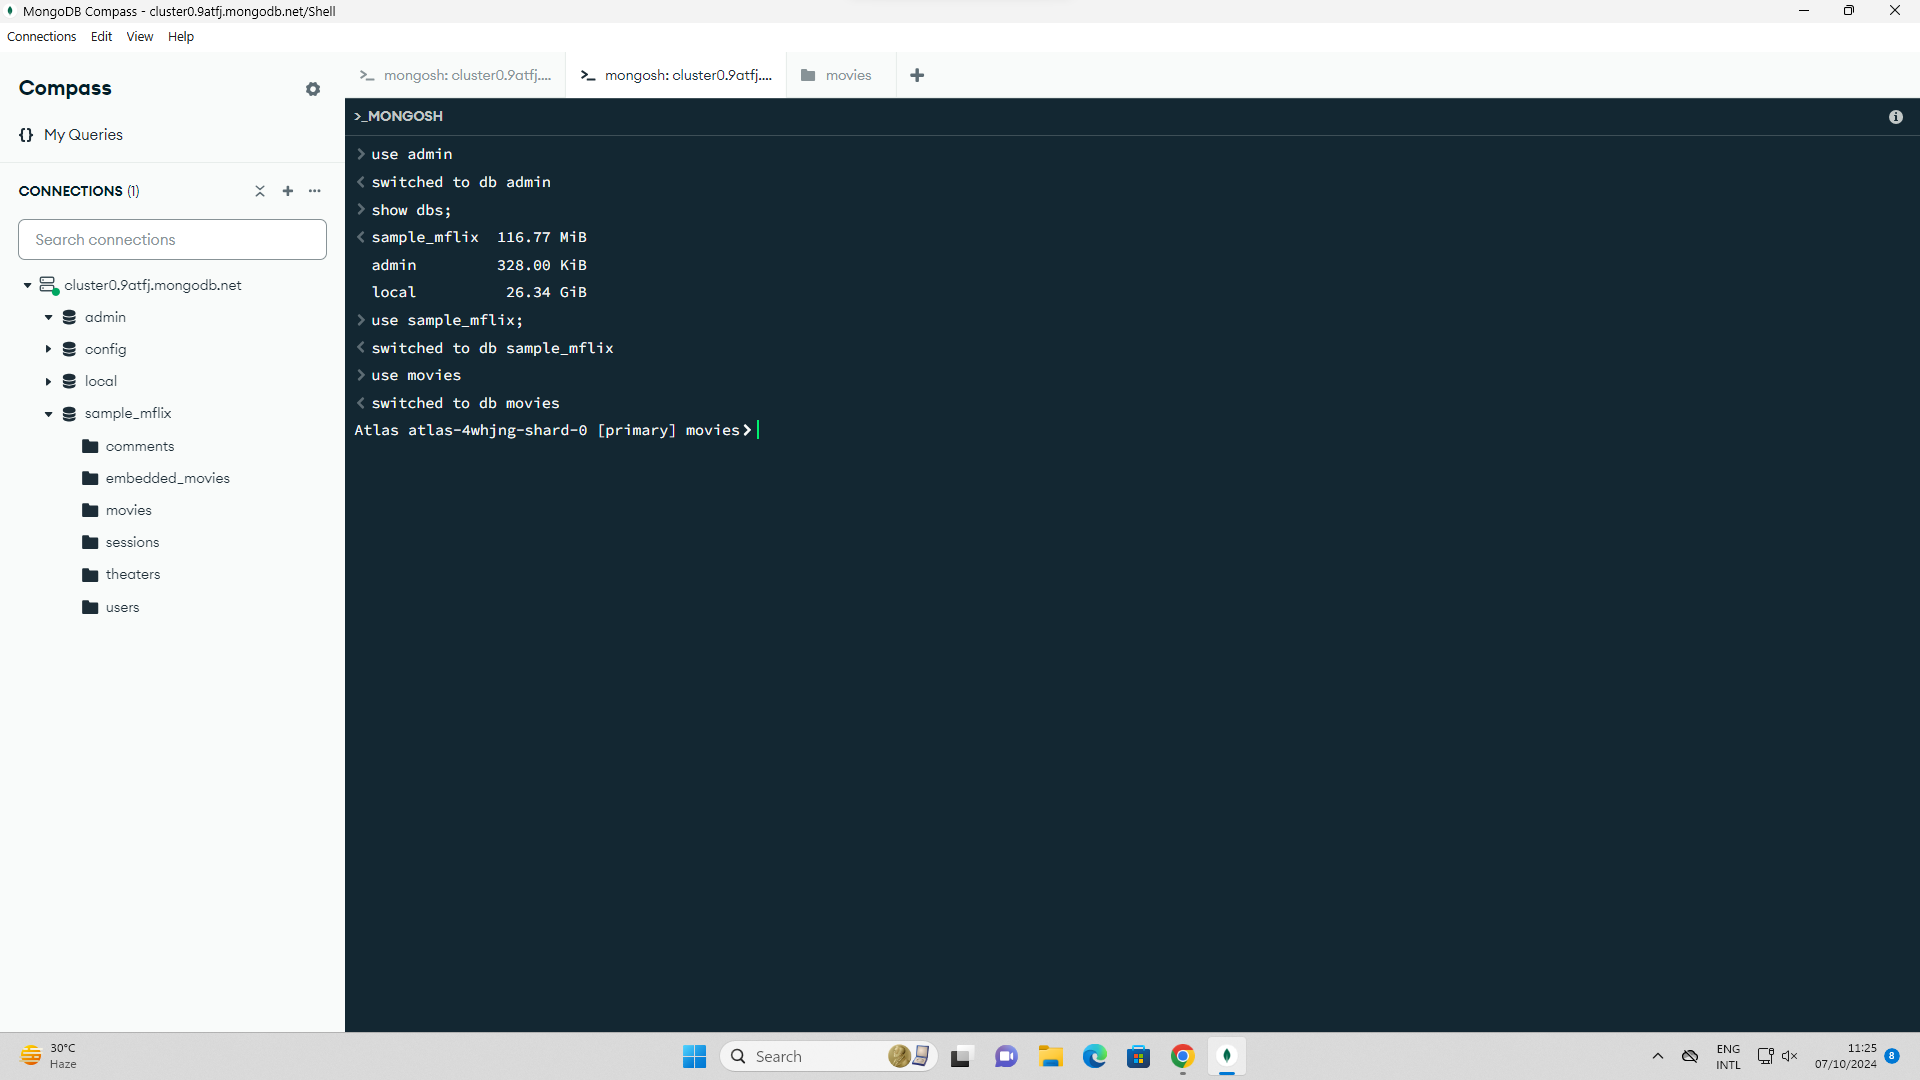 MongoDB Compass - cluster0.9atfj.mongodb.net/Shell
Connections Edit View Help
Compass
mongosh: cluster0.9atfj.... mongosh: cluster0.9atfj.... movies
{} My Queries
CONNECTIONS (1)
Search connections
cluster0.9atfj.mongodb.net
admin
config
local
sample_mflix
comments
embedded_movies
movies
sessions
theaters
users
>_MONGOSH
> use admin
< switched to db admin
> show dbs;
< sample_mflix 116.77 MiB
admin 328.00 KiB
local 26.34 GiB
> use sample_mflix;
< switched to db sample_mflix
> use movies
< switched to db movies
Atlas atlas-4whjng-shard-0 [primary] movies>
30°C
Haze
Search
ENG
INTL
11:25
07/10/2024
8